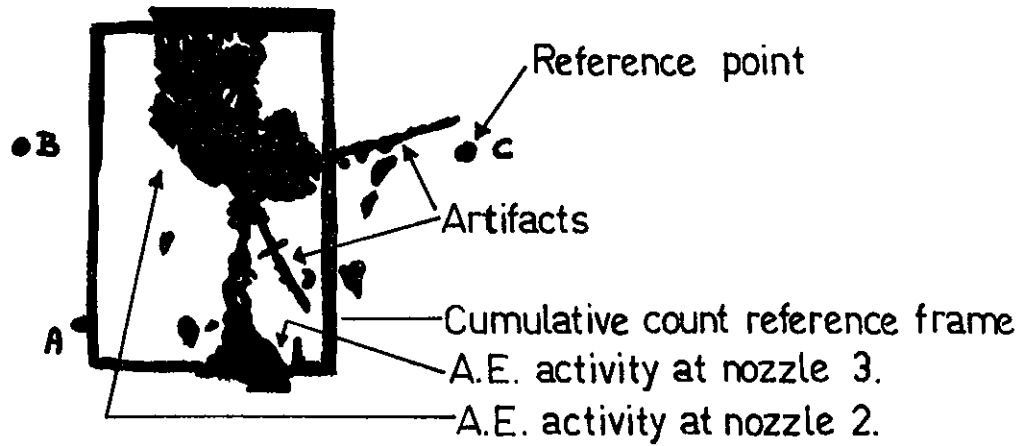 Reference point
B
C
Artifacts
A
Cumulative count reference frame
A.E. activity at nozzle 3.
A.E. activity at nozzle 2.